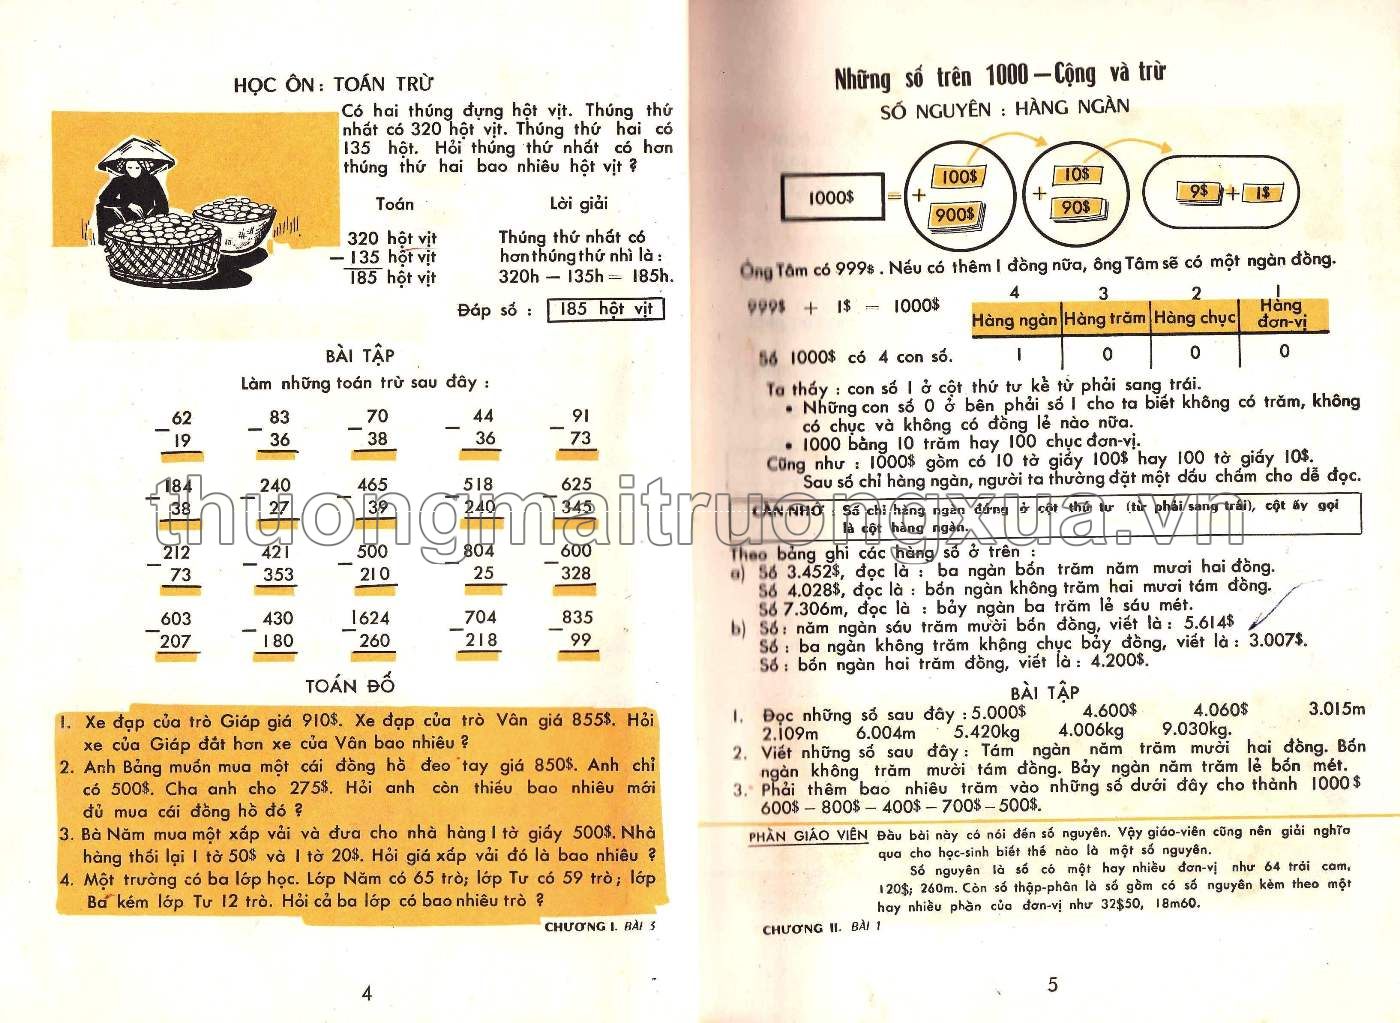 HỌC ÔN : TOÁN TRỪ
Có hai thúng đựng hột vịt. Thúng thứ
nhất có 320 hột vịt. Thúng thứ hai có
135 hột. Hỏi thúng thứ nhất có hơn
thúng thứ hai bao nhiêu hột vịt ?
Toán Lời giải
320 hột vịt Thúng thứ nhất có
— 135 hột vịt hơn thúng thứ nhì là :
185 hột vịt 320h — 135h = 185h.
Đáp số : 185 hột vịt
BÀI TẬP
Làm những toán trừ sau đây :
62 83 70 44 91
— 19 — 36 — 38 — 36 — 73
184 240 465 518 625
— 38 — 27 — 39 — 240 — 345
212 421 500 804 600
— 73 — 353 — 210 — 25 — 328
603 430 1624 704 835
— 207 — 180 — 260 — 218 — 99
TOÁN ĐỐ
1. Xe đạp của trò Giáp giá 910$. Xe đạp của trò Vân giá 855$. Hỏi
xe của Giáp đắt hơn xe của Vân bao nhiêu ?
2. Anh Bảng muốn mua một cái đồng hồ đeo tay giá 850$. Anh chỉ
có 500$. Cha anh cho 275$. Hỏi anh còn thiếu bao nhiêu mới
đủ mua cái đồng hồ đó ?
3. Bà Năm mua một xấp vải và đưa cho nhà hàng 1 tờ giấy 500$. Nhà
hàng thối lại 1 tờ 50$ và 1 tờ 20$. Hỏi giá xấp vải đó là bao nhiêu ?
4. Một trường có ba lớp học. Lớp Năm có 65 trò; lớp Tư có 59 trò; lớp
Ba kém lớp Tư 12 trò. Hỏi cả ba lớp có bao nhiêu trò ?
CHƯƠNG I. BÀI 3
4
Những số trên 1000 — Cộng và trừ
SỐ NGUYÊN : HÀNG NGÀN
1000$ = + 100$ 900$ + 10$ 90$ 9$ + 1$
Ông Tâm có 999$. Nếu có thêm 1 đồng nữa, ông Tâm sẽ có một ngàn đồng.
999$ + 1$ = 1000$
4 3 2 1
Hàng ngàn Hàng trăm Hàng chục Hàng đơn-vị
Số 1000$ có 4 con số. 1 0 0 0
Ta thấy : con số 1 ở cột thứ tư kể từ phải sang trái.
• Những con số 0 ở bên phải số 1 cho ta biết không có trăm, không
có chục và không có đồng lẻ nào nữa.
• 1000 bằng 10 trăm hay 100 chục đơn-vị.
Cũng như : 1000$ gồm có 10 tờ giấy 100$ hay 100 tờ giấy 10$.
Sau số chỉ hàng ngàn, người ta thường đặt một dấu chấm cho dễ đọc.
thuongmaitruongxua.vn
CẦN NHỚ : Số chỉ hàng ngàn đứng ở cột thứ tư (từ phải sang trái), cột ấy gọi
là cột hàng ngàn.
Theo bảng ghi các hàng số ở trên :
a) Số 3.452$, đọc là : ba ngàn bốn trăm năm mươi hai đồng.
Số 4.028$, đọc là : bốn ngàn không trăm hai mươi tám đồng.
Số 7.306m, đọc là : bảy ngàn ba trăm lẻ sáu mét.
b) Số : năm ngàn sáu trăm mười bốn đồng, viết là : 5.614$
Số : ba ngàn không trăm không chục bảy đồng, viết là : 3.007$.
Số : bốn ngàn hai trăm đồng, viết là : 4.200$.
BÀI TẬP
1. Đọc những số sau đây : 5.000$ 4.600$ 4.060$ 3.015m
2.109m 6.004m 5.420kg 4.006kg 9.030kg.
2. Viết những số sau đây : Tám ngàn năm trăm mười hai đồng. Bốn
ngàn không trăm mười tám đồng. Bảy ngàn năm trăm lẻ bốn mét.
3. Phải thêm bao nhiêu trăm vào những số dưới đây cho thành 1000$
600$ – 800$ – 400$ – 700$ – 500$.
PHẦN GIÁO VIÊN Đầu bài này có nói đến số nguyên. Vậy giáo-viên cũng nên giải nghĩa
qua cho học-sinh biết thế nào là một số nguyên.
Số nguyên là số có một hay nhiều đơn-vị như 64 trái cam,
120$; 260m. Còn số thập-phân là số gồm có số nguyên kèm theo một
hay nhiều phần của đơn-vị như 32$50, 18m60.
CHƯƠNG II. BÀI 1
5